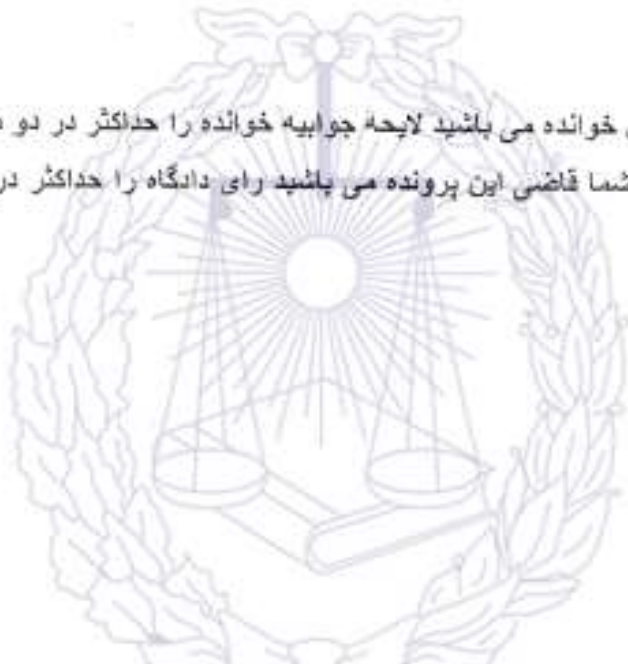 خوانده می باشید لایحه جوابیه خوانده را حداکثر در دو
شما قاضی این پرونده می باشید رای دادگاه را حداکثر در